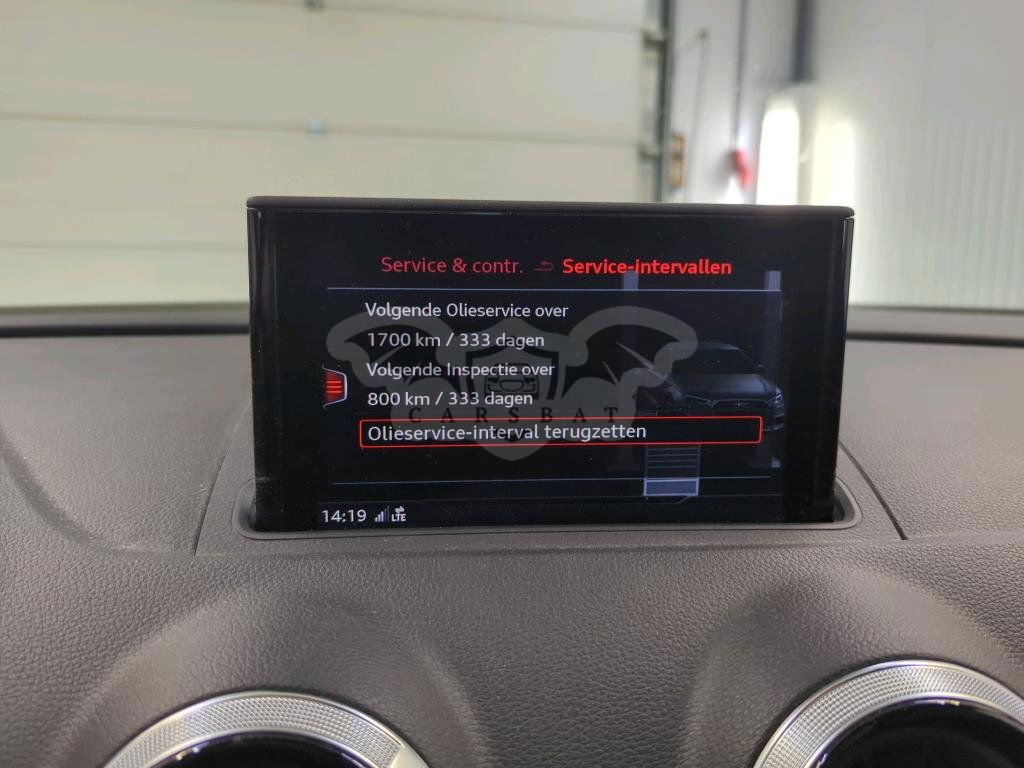 Service & contr. Service-intervallen
Volgende Olieservice over
1700 km / 333 dagen
Volgende Inspectie over
800 km / 333 dagen
CARSBAT
Olieservice-interval terugzetten
14:19 LTE